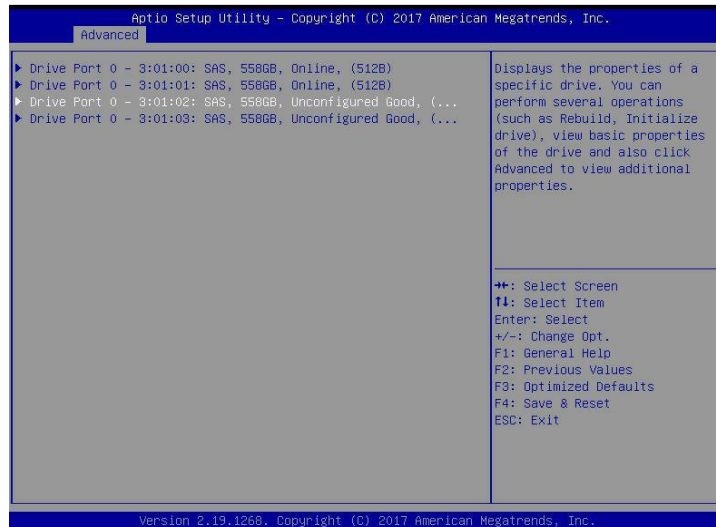 Aptio Setup Utility – Copyright (C) 2017 American Megatrends, Inc.
Advanced
Drive Port 0 – 3:01:00: SAS, 558GB, Online, (512B)
Drive Port 0 – 3:01:01: SAS, 558GB, Online, (512B)
Drive Port 0 – 3:01:02: SAS, 558GB, Unconfigured Good, (...
Drive Port 0 – 3:01:03: SAS, 558GB, Unconfigured Good, (...
Displays the properties of a
specific drive. You can
perform several operations
(such as Rebuild, Initialize
drive), view basic properties
of the drive and also click
Advanced to view additional
properties.
→←: Select Screen
↑↓: Select Item
Enter: Select
+/-: Change Opt.
F1: General Help
F2: Previous Values
F3: Optimized Defaults
F4: Save & Reset
ESC: Exit
Version 2.19.1268. Copyright (C) 2017 American Megatrends, Inc.